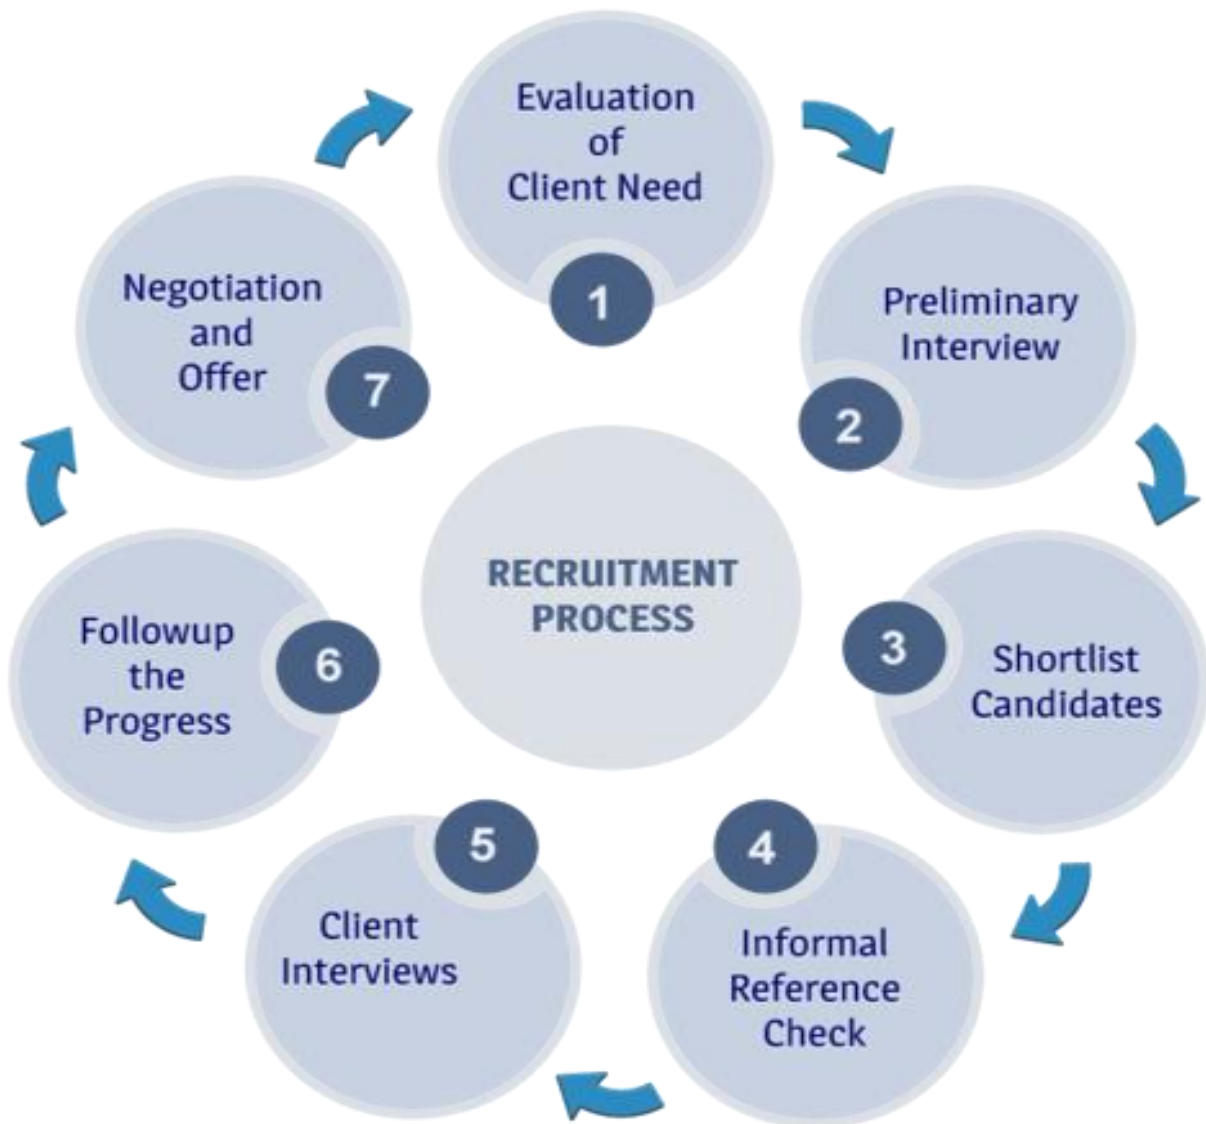 Evaluation
of
Client Need
1
Preliminary
Interview
2
3
Shortlist
Candidates
4
Informal
Reference
Check
5
Client
Interviews
6
Followup
the
Progress
7
Negotiation
and
Offer
RECRUITMENT
PROCESS